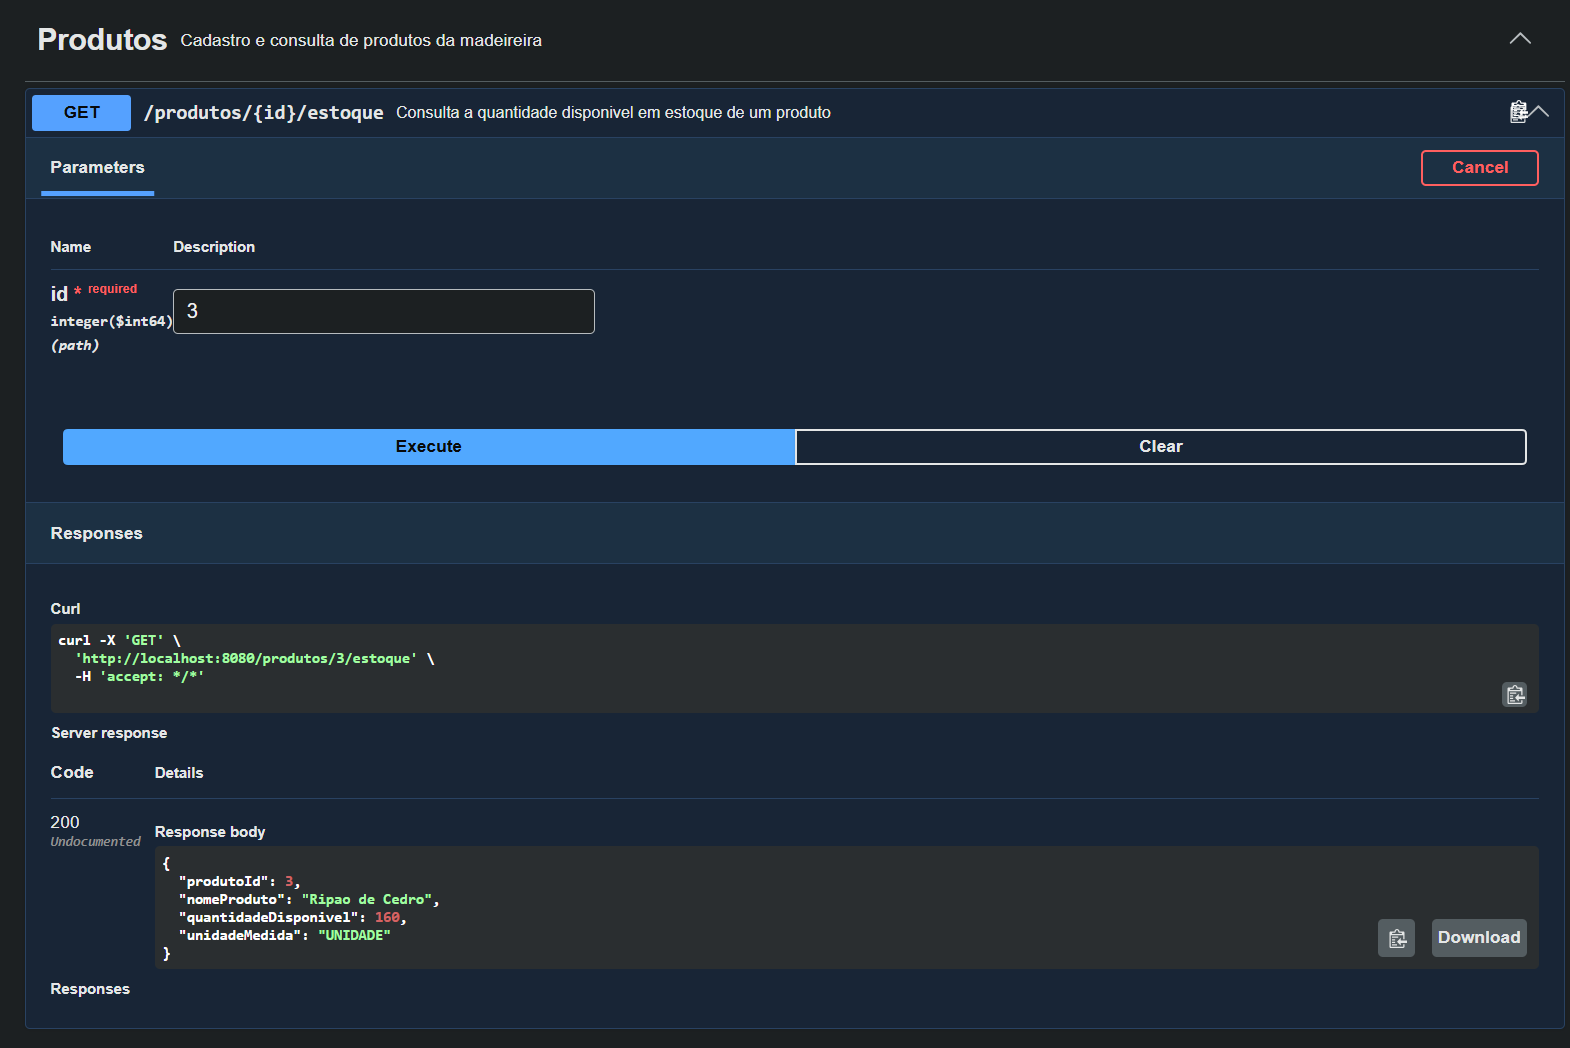 Produtos Cadastro e consulta de produtos da madeireira
GET /produtos/{id}/estoque Consulta a quantidade disponivel em estoque de um produto
Parameters
Cancel
Name Description
id * required
integer($int64)
(path)
3
Execute
Clear
Responses
Curl
curl -X 'GET' \
  'http://localhost:8080/produtos/3/estoque' \
  -H 'accept: */*'
Server response
Code Details
200
Undocumented
Response body
{
  "produtoId": 3,
  "nomeProduto": "Ripao de Cedro",
  "quantidadeDisponivel": 160,
  "unidadeMedida": "UNIDADE"
}
Download
Responses